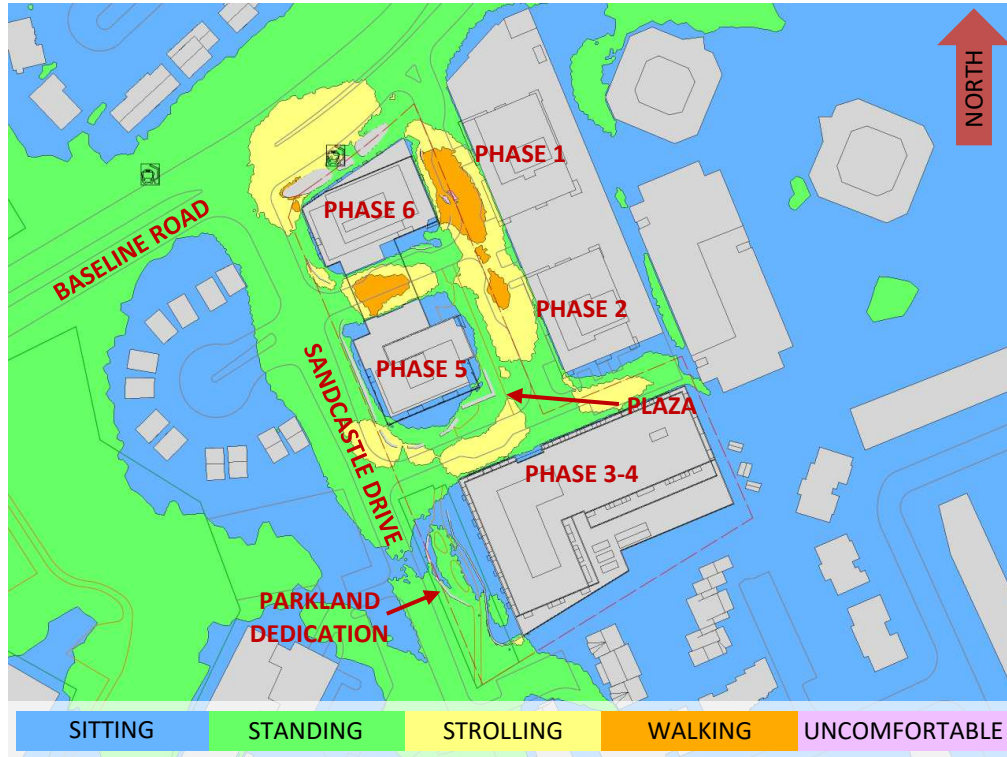 NORTH
PHASE 1
PHASE 6
BASELINE ROAD
PHASE 2
SANDCASTLE DRIVE
PHASE 5
PLAZA
PHASE 3-4
PARKLAND
DEDICATION
SITTING
STANDING
STROLLING
WALKING
UNCOMFORTABLE